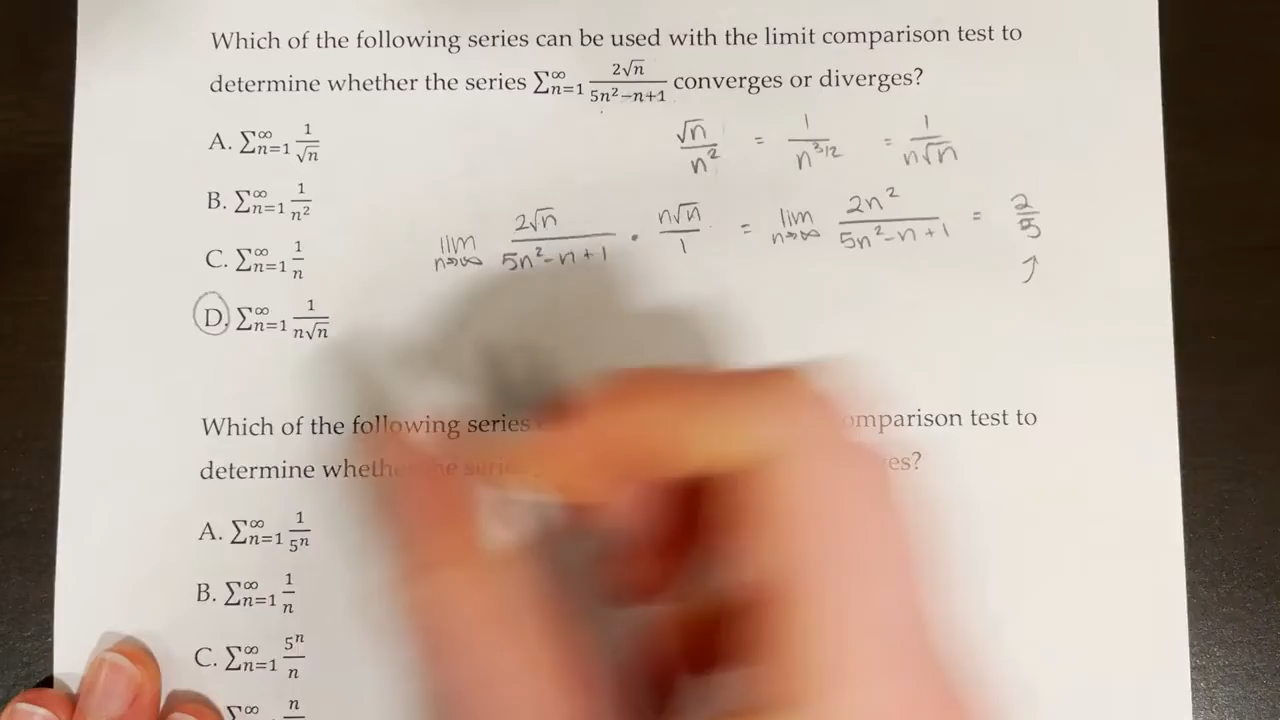 Which of the following series can be used with the limit comparison test to
determine whether the series ∑_{n=1}^{∞} 2√n/(5n²−n+1) converges or diverges?
A. ∑_{n=1}^{∞} 1/√n
√n/n² = 1/n^{3/2} = 1/(n√n)
B. ∑_{n=1}^{∞} 1/n²
lim n→∞ 2√n/(5n²−n+1) · n√n/1 = lim n→∞ 2n²/(5n²−n+1) = 2/5
C. ∑_{n=1}^{∞} 1/n
D. ∑_{n=1}^{∞} 1/(n√n)
Which of the following series omparison test to
determine whether the es?
A. ∑_{n=1}^{∞} 1/5ⁿ
B. ∑_{n=1}^{∞} 1/n
C. ∑_{n=1}^{∞} 5ⁿ/n
∑^{∞} n